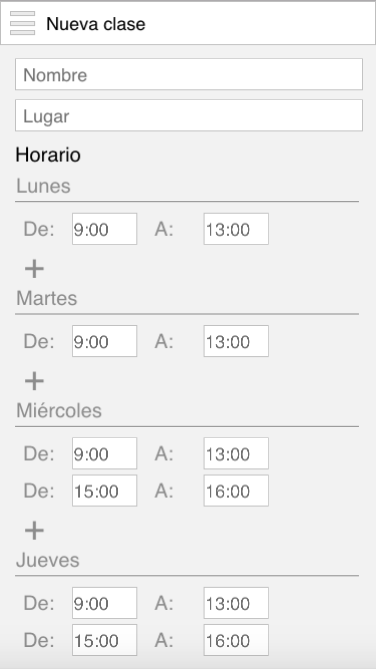 Nueva clase
Nombre
Lugar
Horario
Lunes
De: 9:00 A: 13:00
+
Martes
De: 9:00 A: 13:00
+
Miércoles
De: 9:00 A: 13:00
De: 15:00 A: 16:00
+
Jueves
De: 9:00 A: 13:00
De: 15:00 A: 16:00